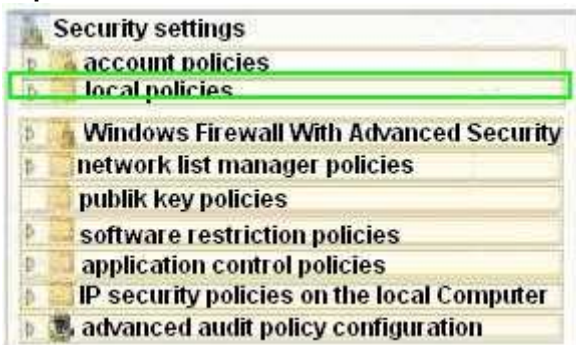 Security settings
account policies
local policies
Windows Firewall With Advanced Security
network list manager policies
publik key policies
software restriction policies
application control policies
IP security policies on the local Computer
advanced audit policy configuration